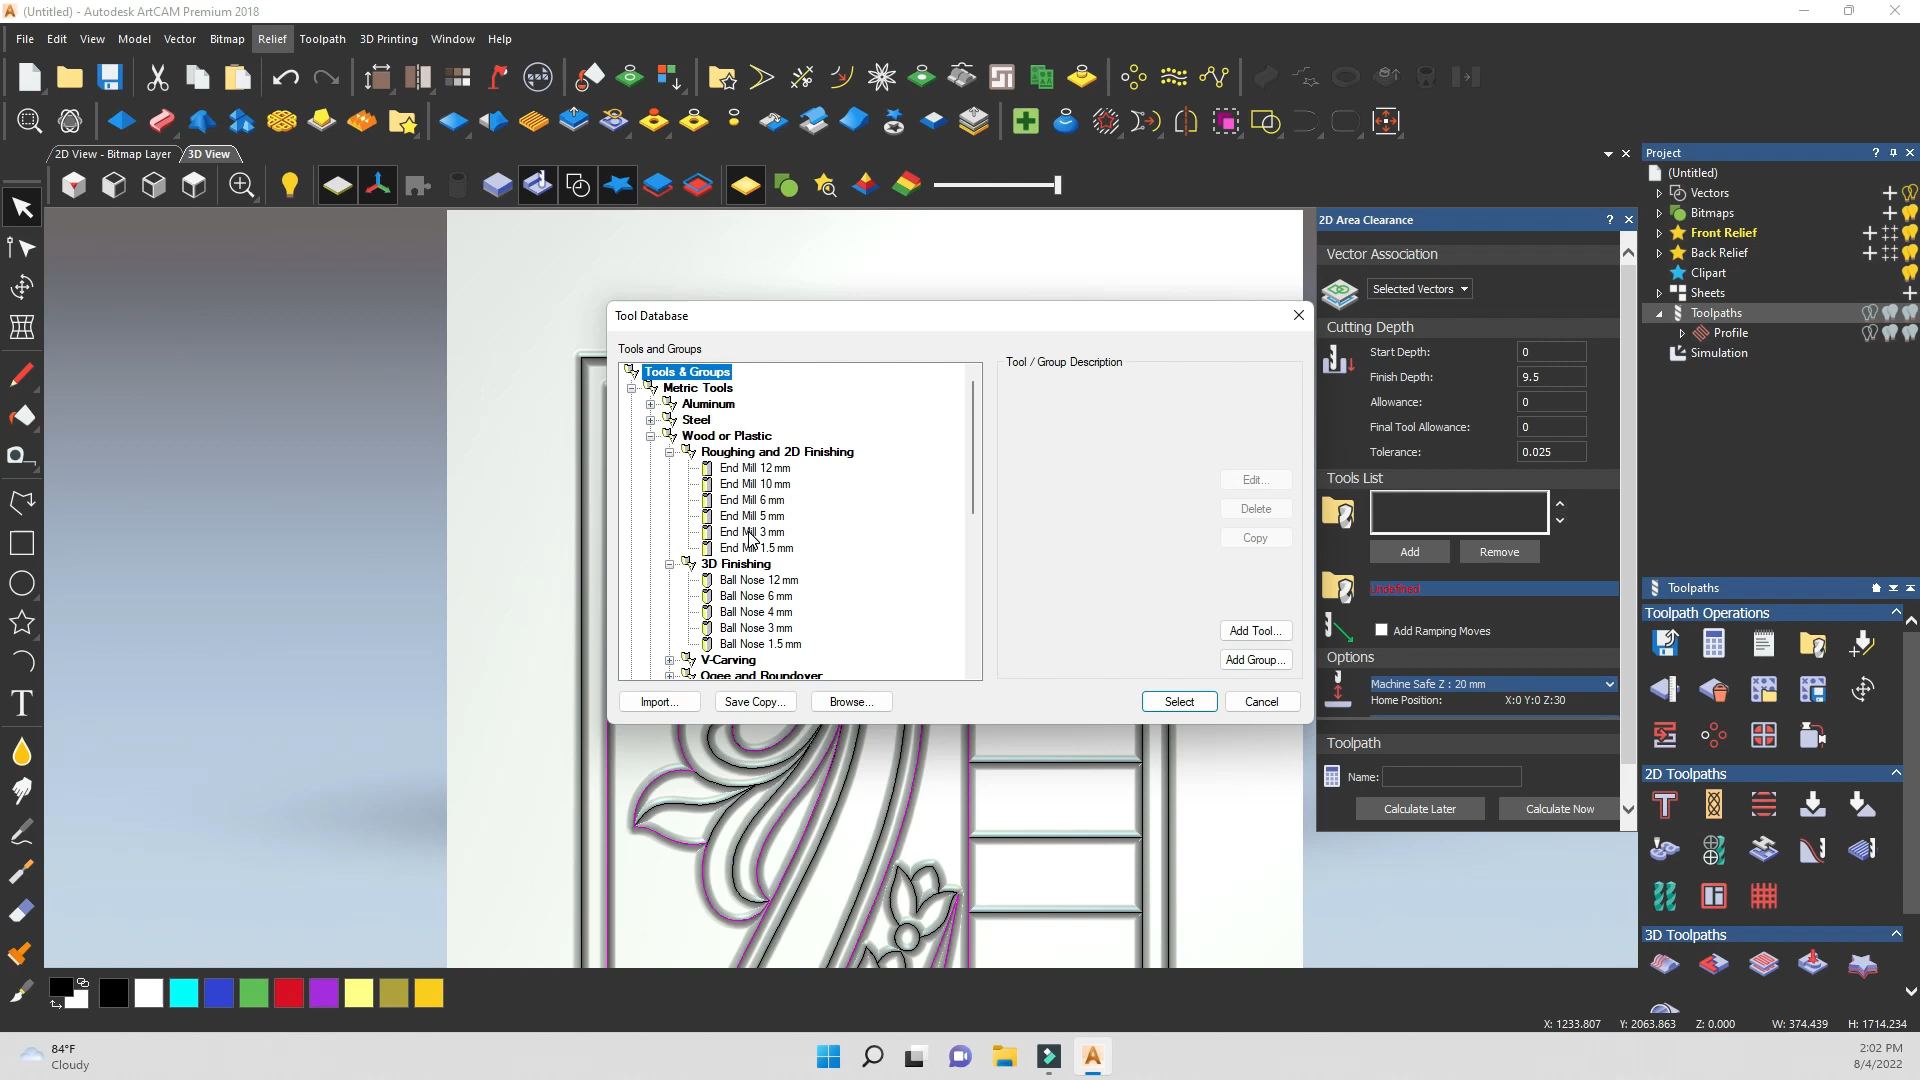 (Untitled) - Autodesk ArtCAM Premium 2018
File Edit View Model Vector Bitmap Relief Toolpath 3D Printing Window Help
2D View - Bitmap Layer 3D View
Project
(Untitled)
Vectors
Bitmaps
Front Relief
Back Relief
Clipart
Sheets
Toolpaths
Profile
Simulation
2D Area Clearance
Vector Association
Selected Vectors
Cutting Depth
Start Depth: 0
Finish Depth: 9.5
Allowance: 0
Final Tool Allowance: 0
Tolerance: 0.025
Tools List
Add Remove
Undefined
Add Ramping Moves
Options
Machine Safe Z : 20 mm
Home Position: X:0 Y:0 Z:30
Toolpath
Name:
Calculate Later Calculate Now
Tool Database
Tools and Groups
Tool / Group Description
Tools & Groups
Metric Tools
Aluminum
Steel
Wood or Plastic
Roughing and 2D Finishing
End Mill 12 mm
End Mill 10 mm
End Mill 6 mm
End Mill 5 mm
End Mill 3 mm
End Mill 1.5 mm
3D Finishing
Ball Nose 12 mm
Ball Nose 6 mm
Ball Nose 4 mm
Ball Nose 3 mm
Ball Nose 1.5 mm
V-Carving
Ogee and Roundover
Edit...
Delete
Copy
Add Tool...
Add Group...
Import... Save Copy... Browse... Select Cancel
Toolpaths
Toolpath Operations
2D Toolpaths
3D Toolpaths
X: 1233.807 Y: 2063.863 Z: 0.000 W: 374.439 H: 1714.234
84°F
Cloudy
2:02 PM
8/4/2022